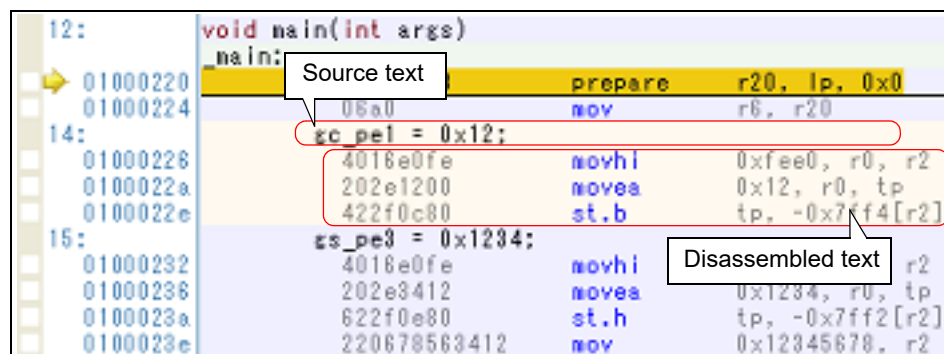 12: void main(int args)
_main:
01000220 prepare r20, lp, 0x0
01000224 06a0 mov r6, r20
14: gc_pe1 = 0x12;
01000226 4016e0fe movhi 0xfee0, r0, r2
0100022a 202e1200 movea 0x12, r0, tp
0100022e 422f0c80 st.b tp, -0x7ff4[r2]
15: gs_pe3 = 0x1234;
01000232 4016e0fe movhi r2
01000236 202e3412 movea 0x1234, r0, tp
0100023a 622f0e80 st.h tp, -0x7ff2[r2]
0100023e 220678563412 mov 0x12345678, r2
Source text
Disassembled text